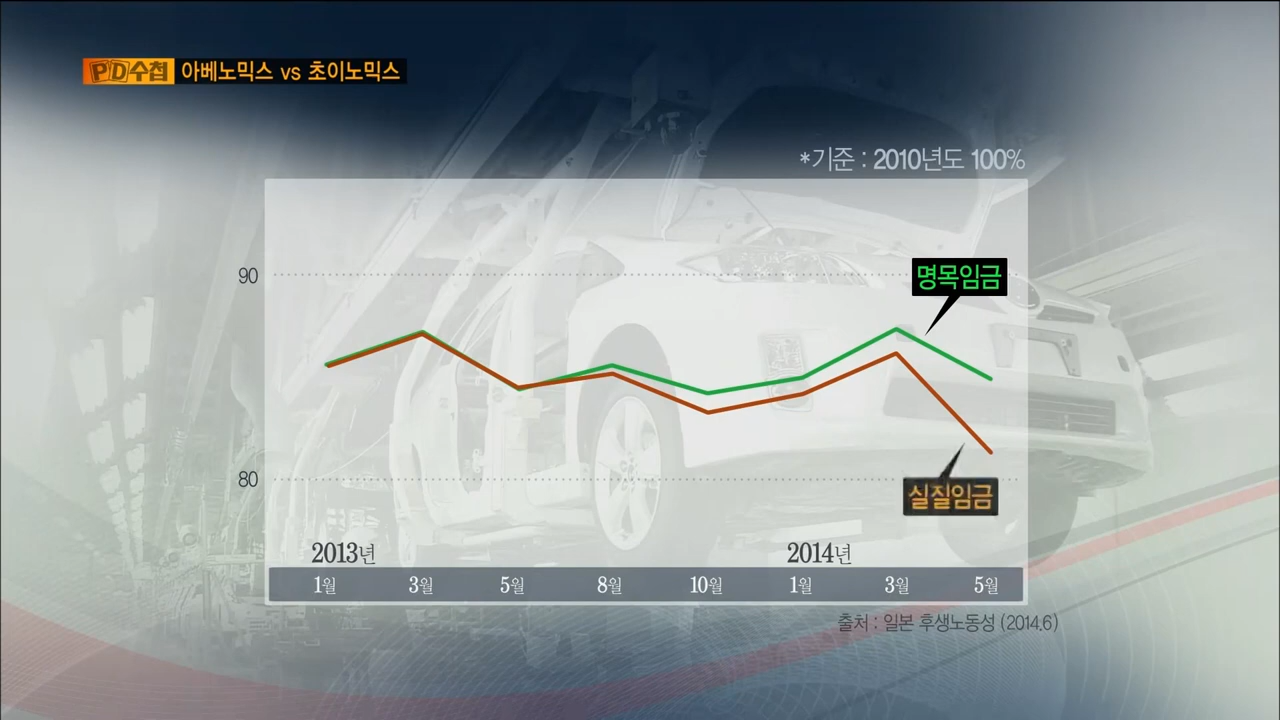 PD수첩 아베노믹스 vs 초이노믹스
*기준 : 2010년도 100%
90
명목임금
80
실질임금
2013년 2014년
1월 3월 5월 8월 10월 1월 3월 5월
출처 : 일본 후생노동성 (2014.6)